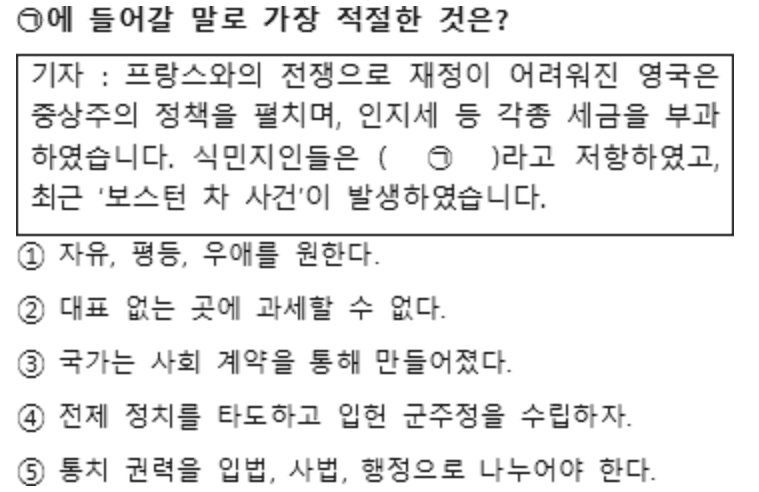 ㉠에 들어갈 말로 가장 적절한 것은?
기자 : 프랑스와의 전쟁으로 재정이 어려워진 영국은
중상주의 정책을 펼치며, 인지세 등 각종 세금을 부과
하였습니다. 식민지인들은 ( ㉠ )라고 저항하였고,
최근 '보스턴 차 사건'이 발생하였습니다.
① 자유, 평등, 우애를 원한다.
② 대표 없는 곳에 과세할 수 없다.
③ 국가는 사회 계약을 통해 만들어졌다.
④ 전제 정치를 타도하고 입헌 군주정을 수립하자.
⑤ 통치 권력을 입법, 사법, 행정으로 나누어야 한다.